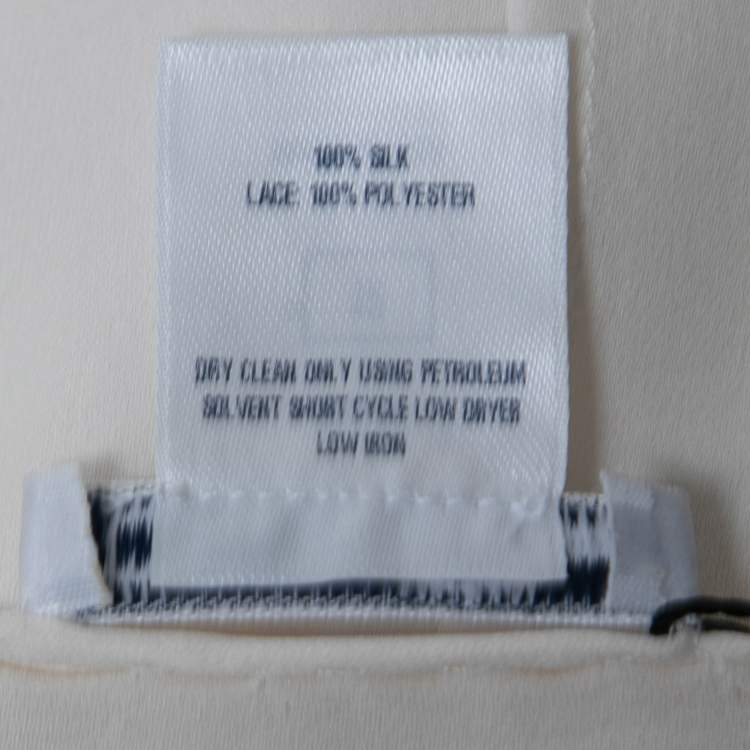 100% SILK
LACE: 100% POLYESTER
DRY CLEAN ONLY USING PETROLEUM
SOLVENT SHORT CYCLE LOW DRYER
LOW IRON